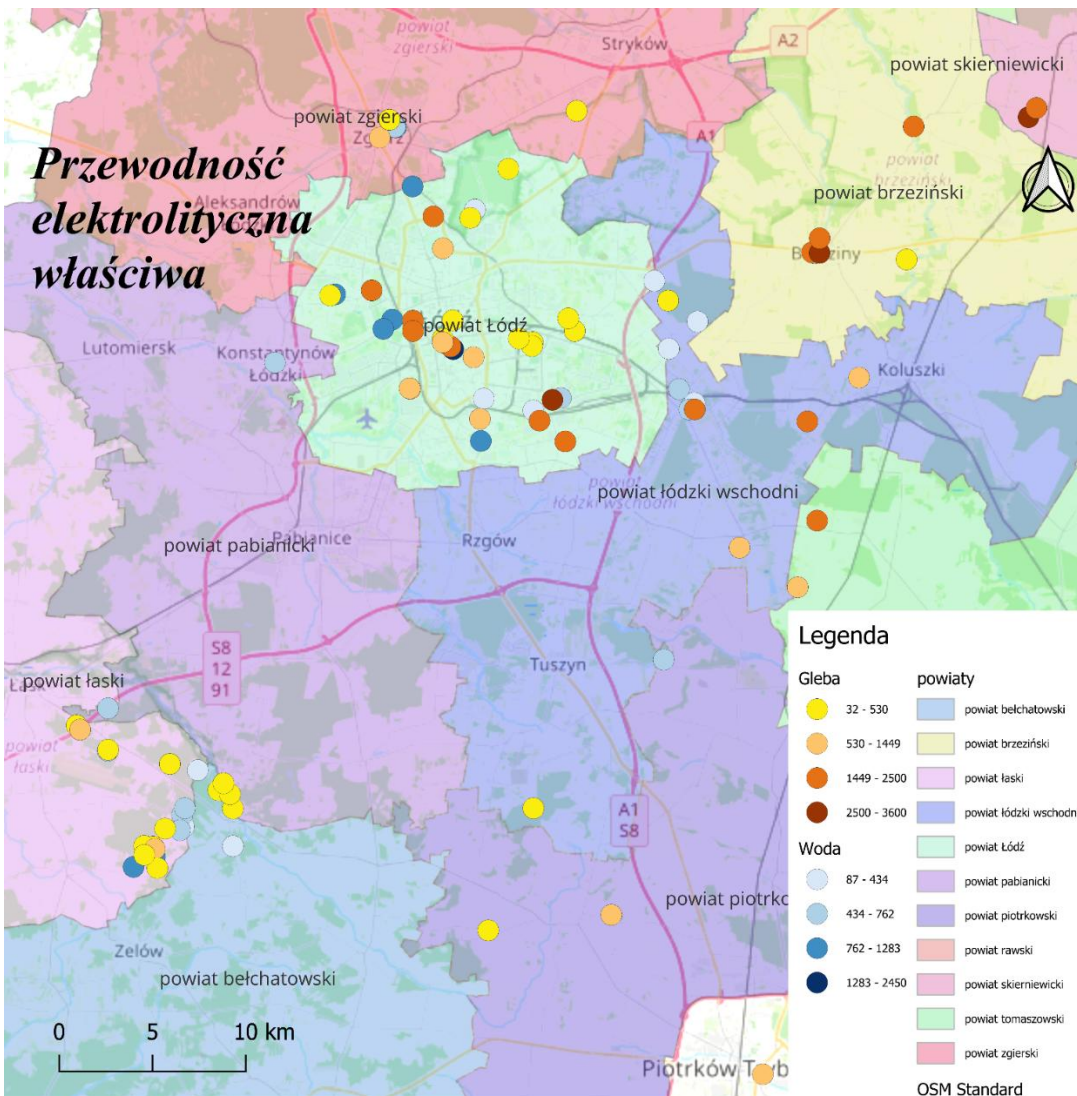 powiat
zgierski
Stryków
A2
powiat skierniewicki
powiat zgierski
A1
Przewodność
elektrolityczna
właściwa
Aleksandrów
powiat
brzeziński
powiat brzeziński
powiat Łódź
Lutomiersk
Konstantynów
Łódzki
Koluszki
powiat
łódzki wschodni
powiat łódzki wschodni
powiat pabianicki
Pabianice
Rzgów
S8
12
91
Tuszyn
powiat łaski
Łask
powiat
łaski
A1
S8
powiat piotrko
Zelów
powiat bełchatowski
0 5 10 km
Piotrków Tryb
Legenda
Gleba
32 - 530
530 - 1449
1449 - 2500
2500 - 3600
Woda
87 - 434
434 - 762
762 - 1283
1283 - 2450
powiaty
powiat bełchatowski
powiat brzeziński
powiat łaski
powiat łódzki wschodn
powiat Łódź
powiat pabianicki
powiat piotrkowski
powiat rawski
powiat skierniewicki
powiat tomaszowski
powiat zgierski
OSM Standard